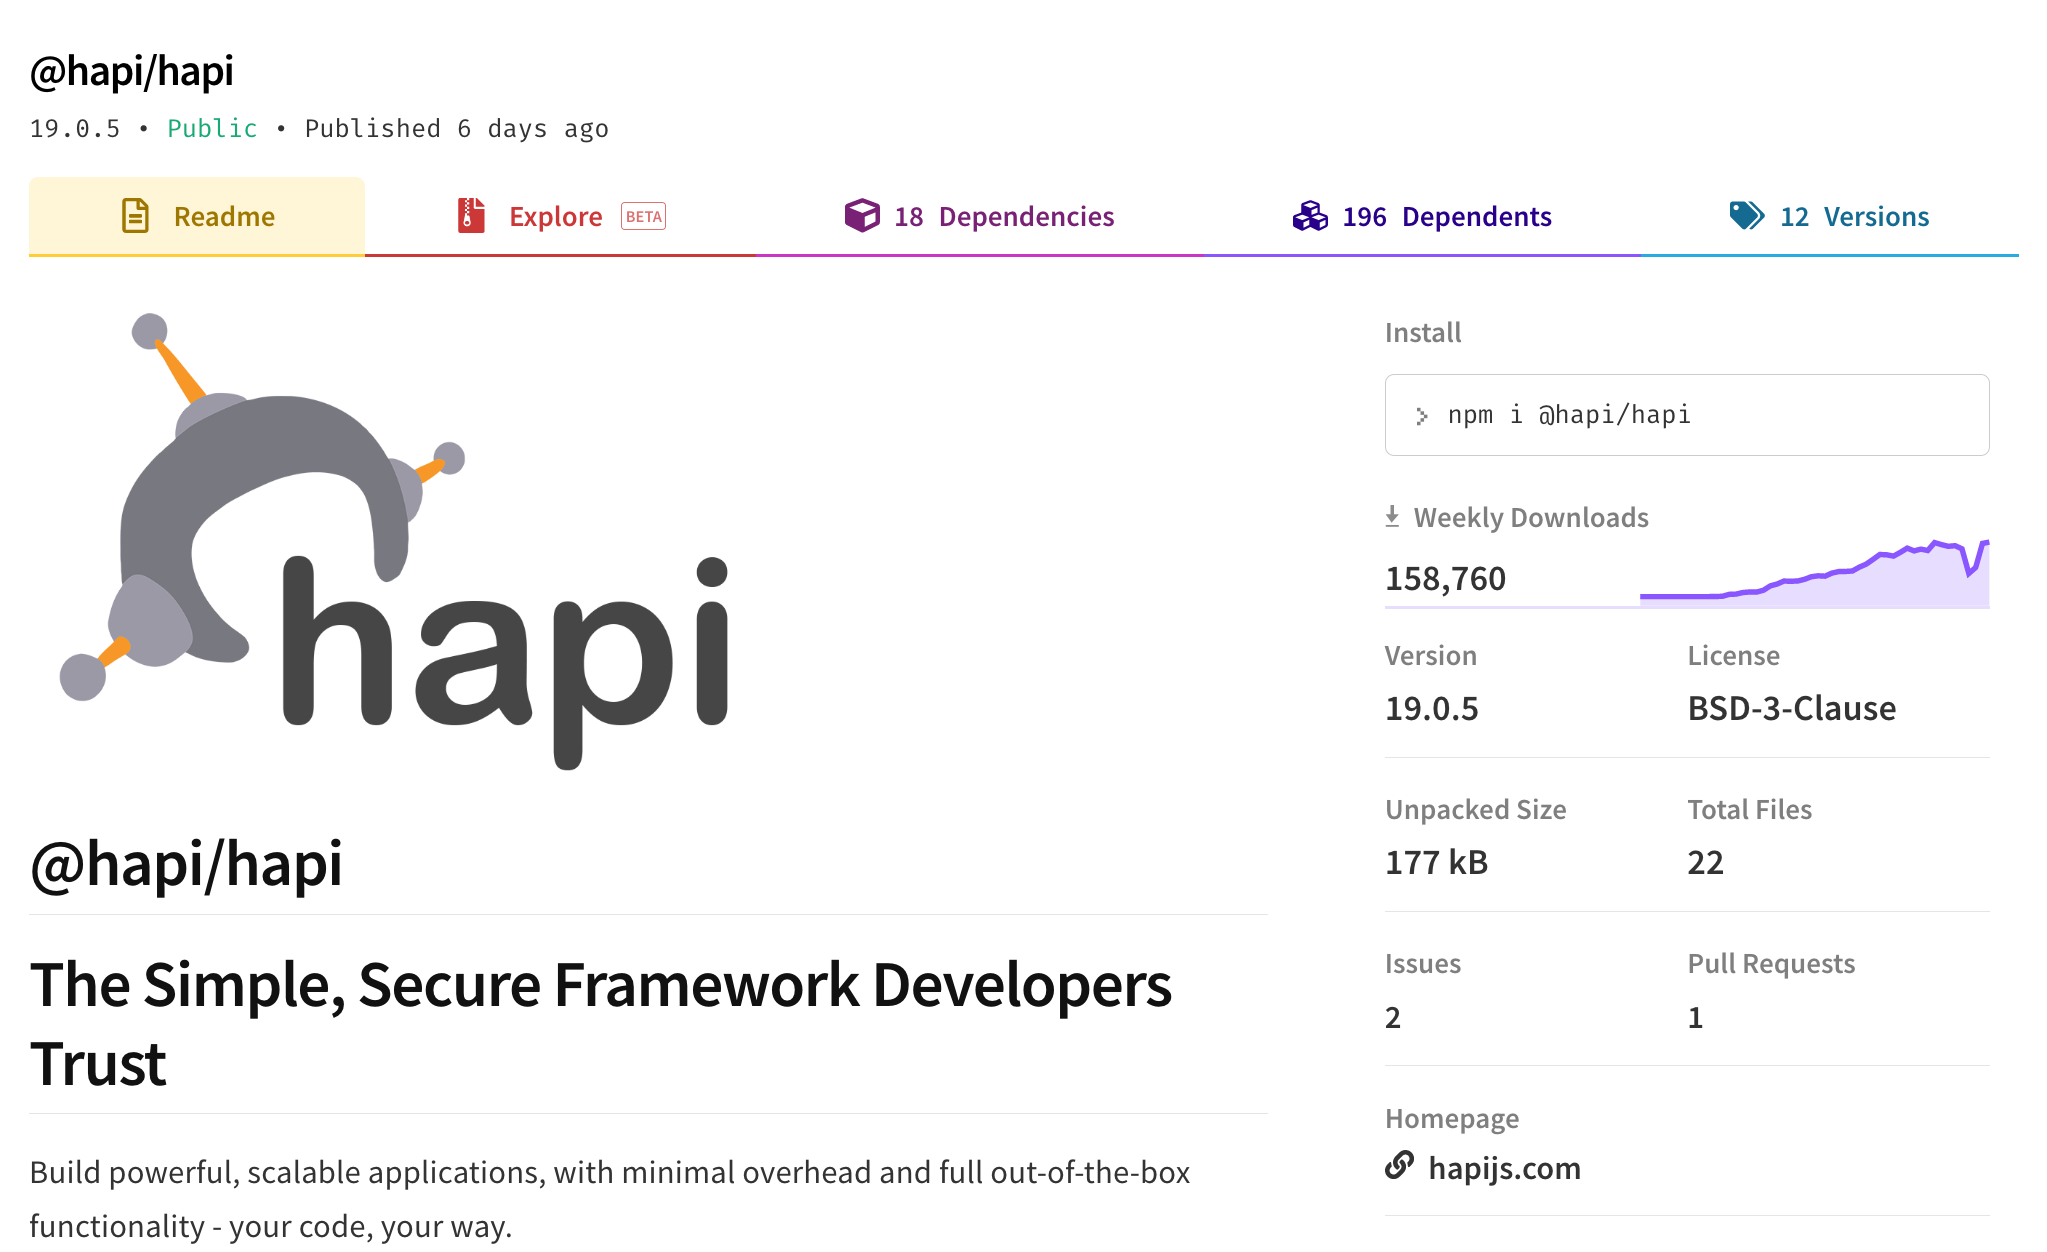 @hapi/hapi
19.0.5 • Public • Published 6 days ago
Readme
Explore BETA
18 Dependencies
196 Dependents
12 Versions
hapi
@hapi/hapi
The Simple, Secure Framework Developers
Trust
Build powerful, scalable applications, with minimal overhead and full out-of-the-box
functionality - your code, your way.
Install
npm i @hapi/hapi
Weekly Downloads
158,760
Version
19.0.5
License
BSD-3-Clause
Unpacked Size
177 kB
Total Files
22
Issues
2
Pull Requests
1
Homepage
hapijs.com